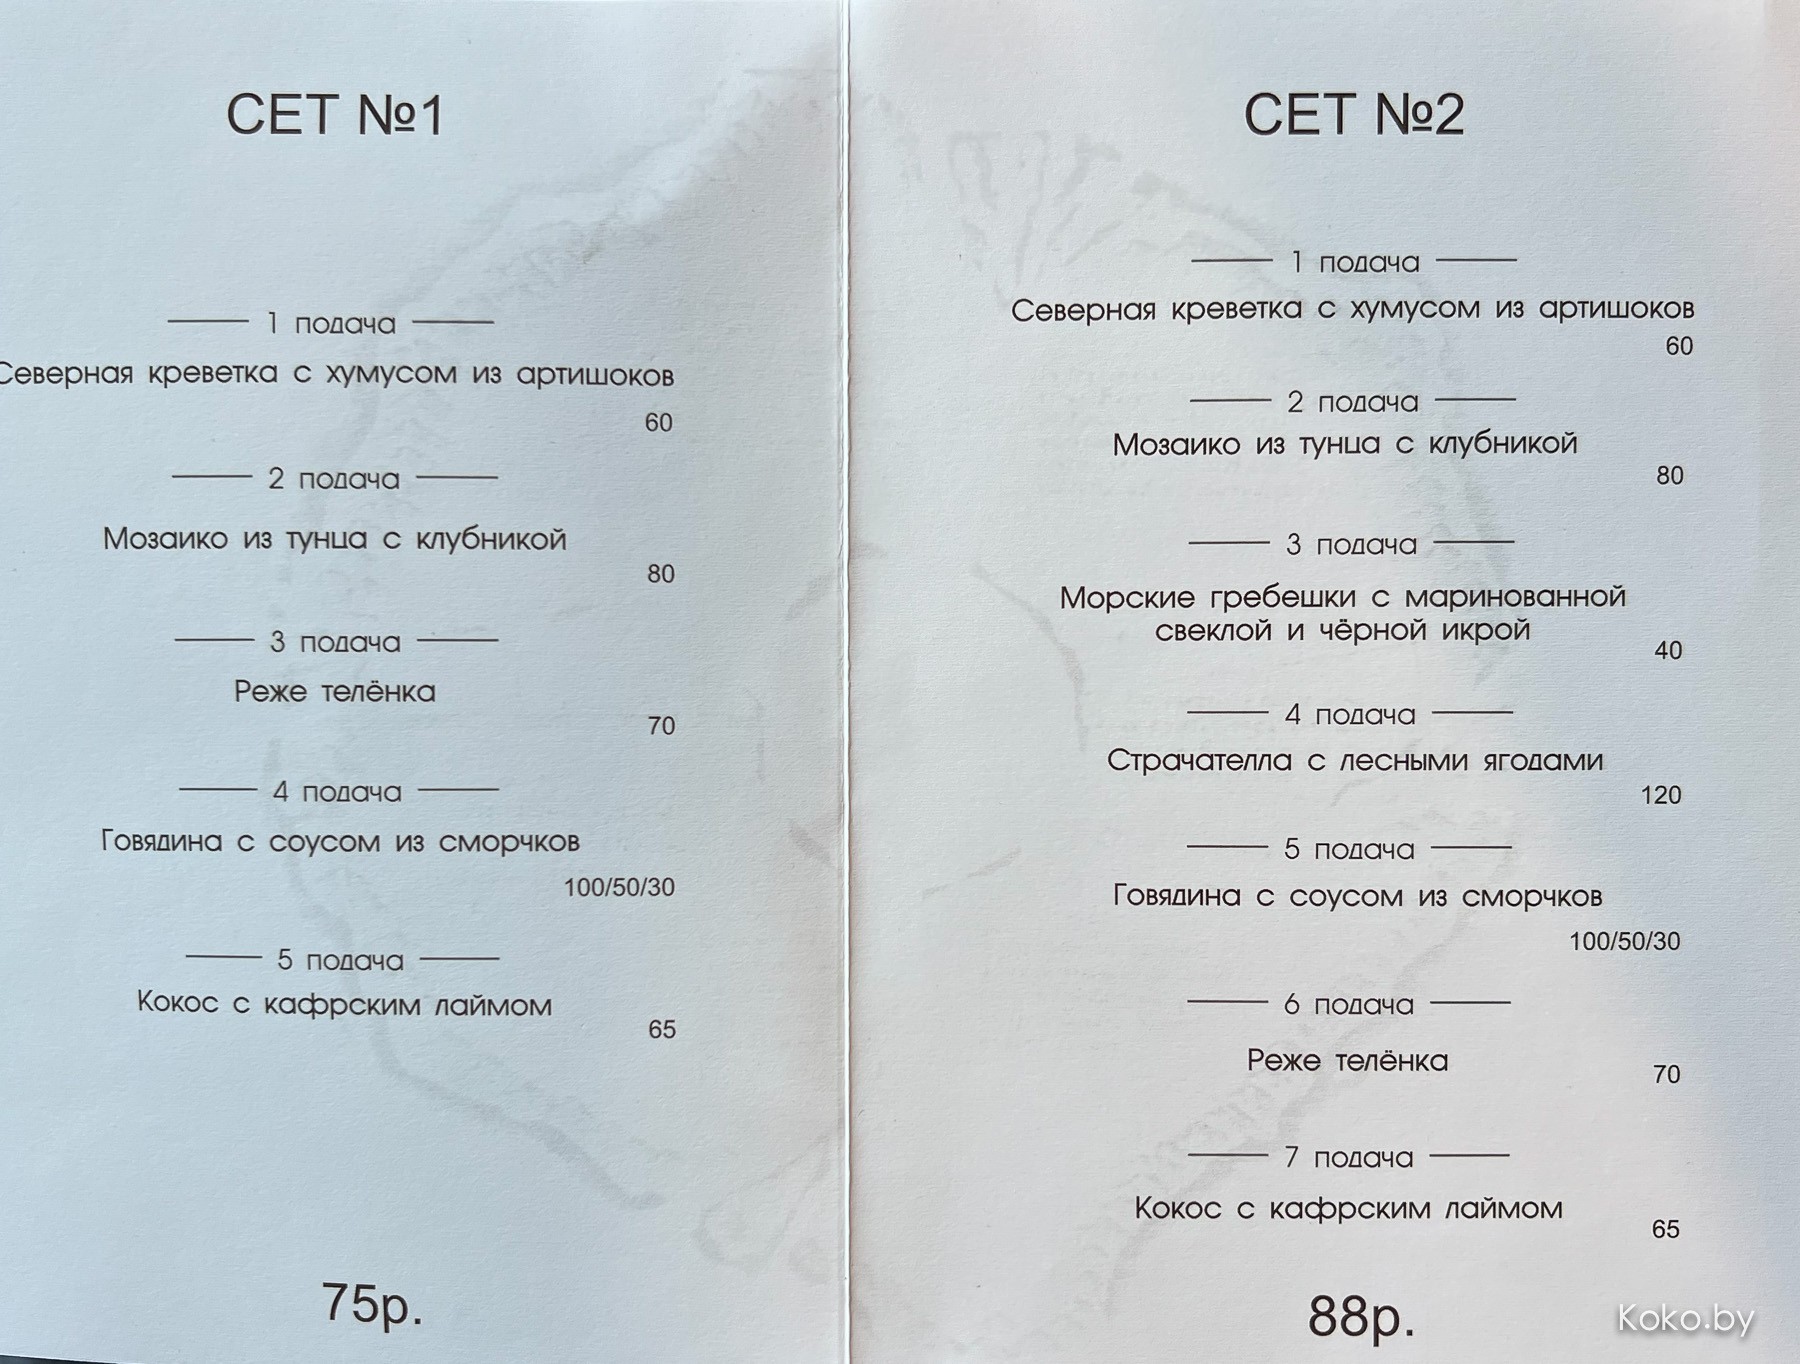 СЕТ №1
1 подача
Северная креветка с хумусом из артишоков
60
2 подача
Мозаико из тунца с клубникой
80
3 подача
Реже телёнка
70
4 подача
Говядина с соусом из сморчков
100/50/30
5 подача
Кокос с кафрским лаймом
65
75р.
СЕТ №2
1 подача
Северная креветка с хумусом из артишоков
60
2 подача
Мозаико из тунца с клубникой
80
3 подача
Морские гребешки с маринованной
свеклой и чёрной икрой
40
4 подача
Страчателла с лесными ягодами
120
5 подача
Говядина с соусом из сморчков
100/50/30
6 подача
Реже телёнка
70
7 подача
Кокос с кафрским лаймом
65
88р.
Koko.by